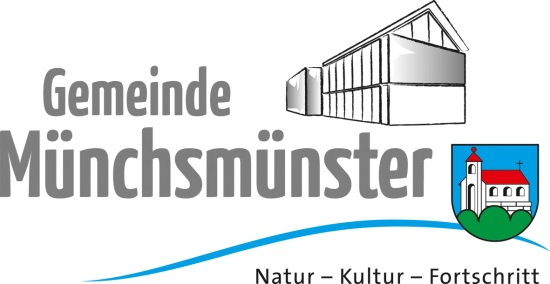 Gemeinde
Münchsmünster
Natur – Kultur – Fortschritt